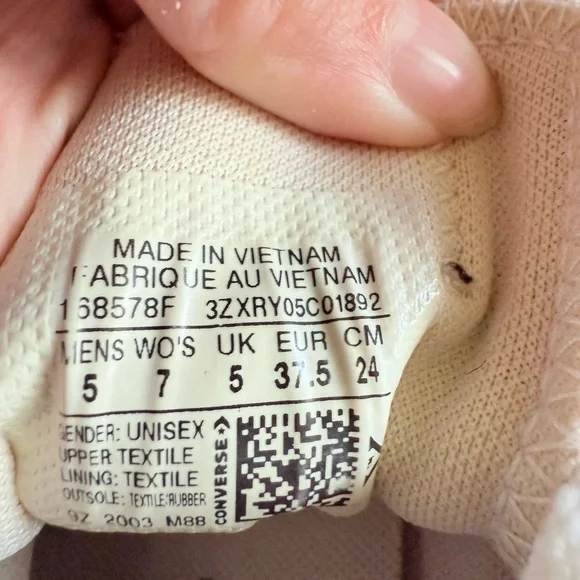 MADE IN VIETNAM
FABRIQUE AU VIETNAM
168578F 3ZXRY05C01892
MENS WO'S UK EUR CM
5 7 5 37.5 24
GENDER: UNISEX
UPPER TEXTILE
LINING: TEXTILE
OUTSOLE: TEXTILE/RUBBER
9Z 2003 M88
CONVERSE